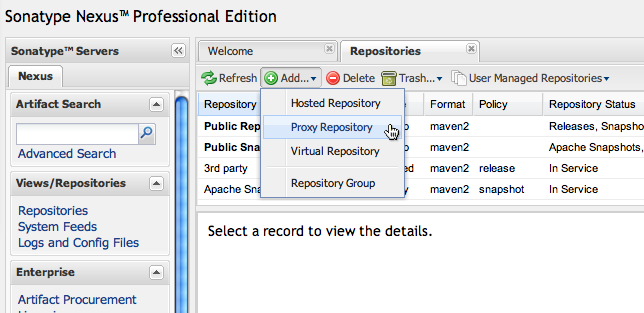 Sonatype Nexus™ Professional Edition
Sonatype™ Servers
Nexus
Artifact Search
Advanced Search
Views/Repositories
Repositories
System Feeds
Logs and Config Files
Enterprise
Artifact Procurement
Welcome
Repositories
Refresh Add... Delete Trash... User Managed Repositories
Repository Format Policy Repository Status
Public Rep maven2 Releases, Snapsho
Public Sna maven2 Apache Snapshots,
3rd party ed maven2 release In Service
Apache Sna maven2 snapshot In Service
Hosted Repository
Proxy Repository
Virtual Repository
Repository Group
Select a record to view the details.